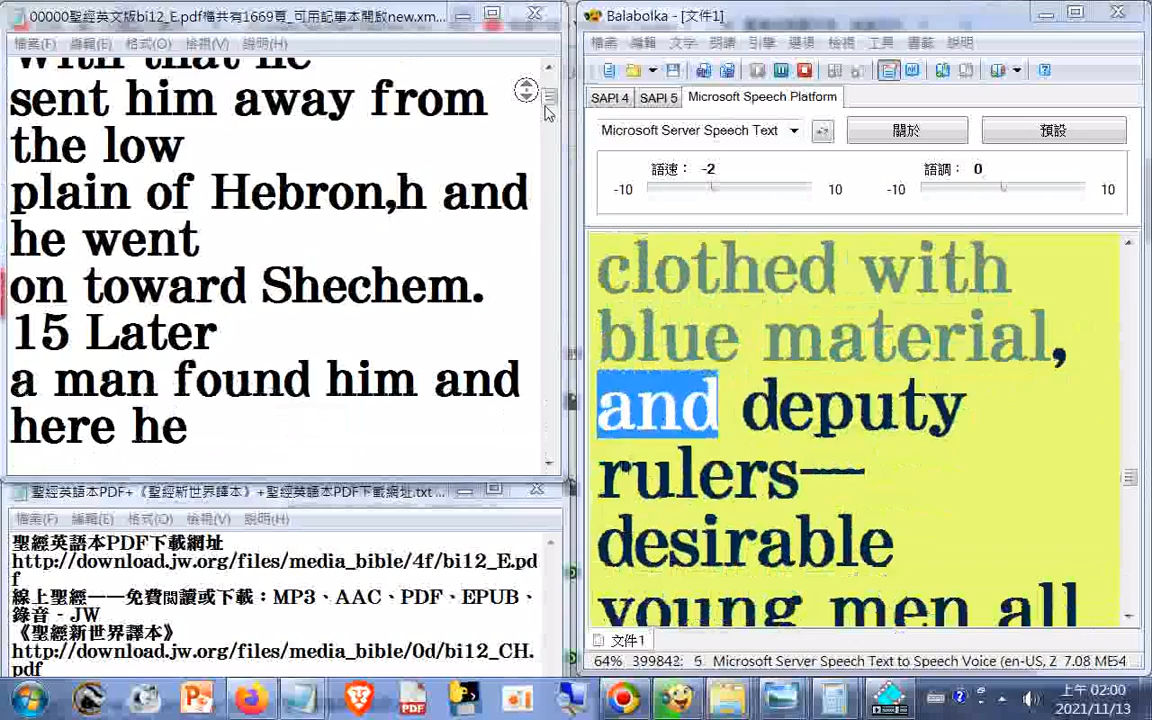 00000聖經英文版bi12_E.pdf檔共有1669頁_可用記事本開啟new.xm...
檔案(F) 編輯(E) 格式(O) 檢視(V) 說明(H)
with that he
sent him away from
the low
plain of Hebron,h and
he went
on toward Shechem.
15 Later
a man found him and
here he
聖經英語本PDF+《聖經新世界譯本》+聖經英語本PDF下載網址.txt ...
檔案(F) 編輯(E) 格式(O) 檢視(V) 說明(H)
聖經英語本PDF下載網址
http://download.jw.org/files/media_bible/4f/bi12_E.pd
f
線上聖經——免費閱讀或下載：MP3、AAC、PDF、EPUB、
錄音 - JW
《聖經新世界譯本》
http://download.jw.org/files/media_bible/0d/bi12_CH.
pdf
Balabolka - [文件1]
檔案 編輯 文字 朗讀 引擎 選項 檢視 工具 書籤 說明
SAPI 4 SAPI 5 Microsoft Speech Platform
Microsoft Server Speech Text 關於 預設
語速： -2 語調： 0
-10 10 -10 10
clothed with
blue material,
and deputy
rulers—
desirable
young men all
文件1
64% 399842: 5 Microsoft Server Speech Text to Speech Voice (en-US, Z 7.08 ME54
PDF
上午 02:00
2021/11/13